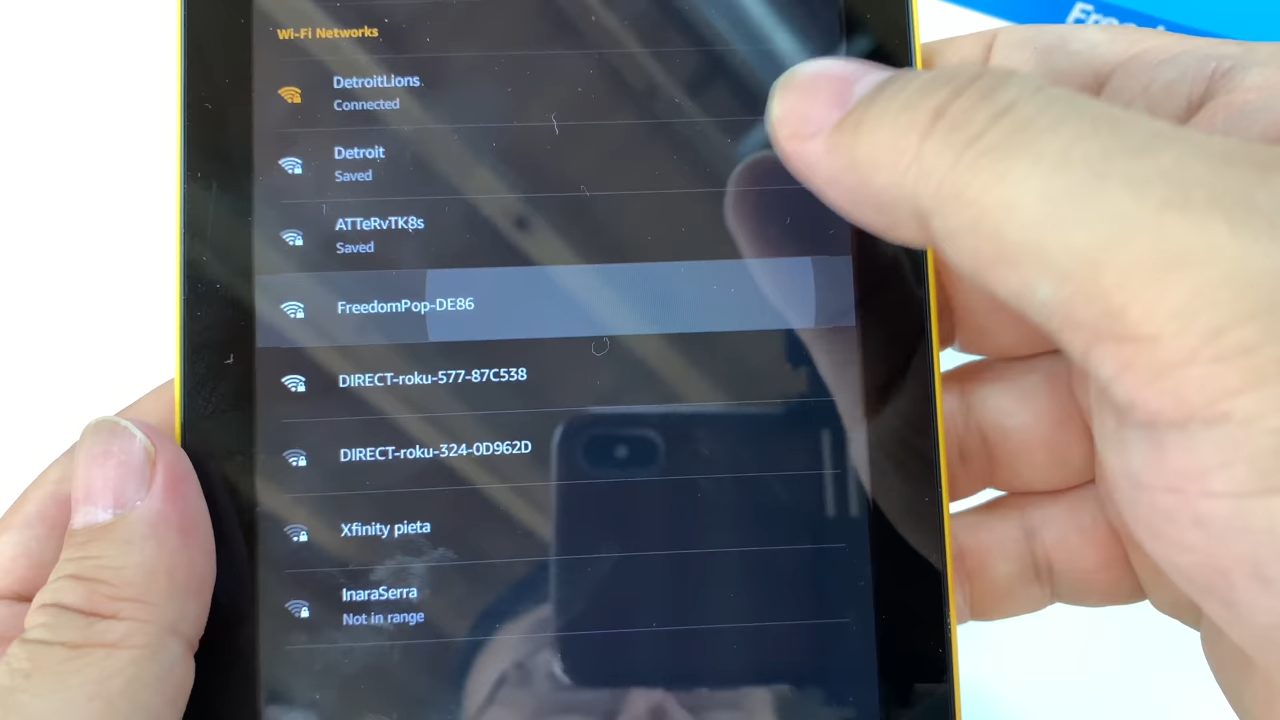 Wi-Fi Networks
DetroitLions
Connected
Detroit
Saved
ATTeRvTK8s
Saved
FreedomPop-DE86
DIRECT-roku-577-87C538
DIRECT-roku-324-0D962D
Xfinity pieta
InaraSerra
Not in range